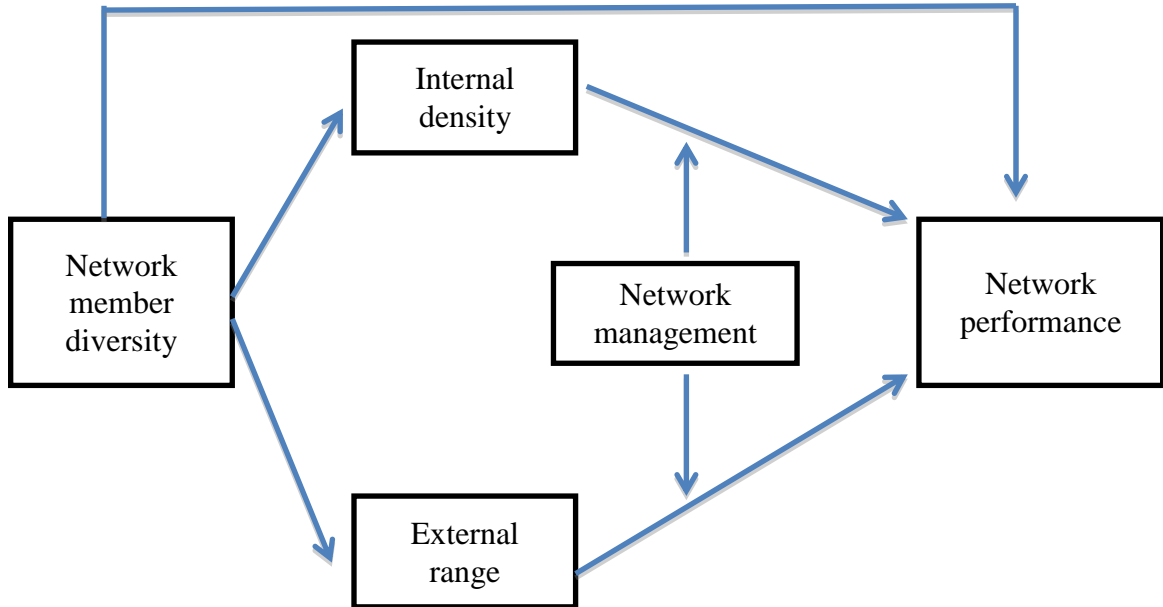 Internal
density
Network
member
diversity
Network
management
Network
performance
External
range